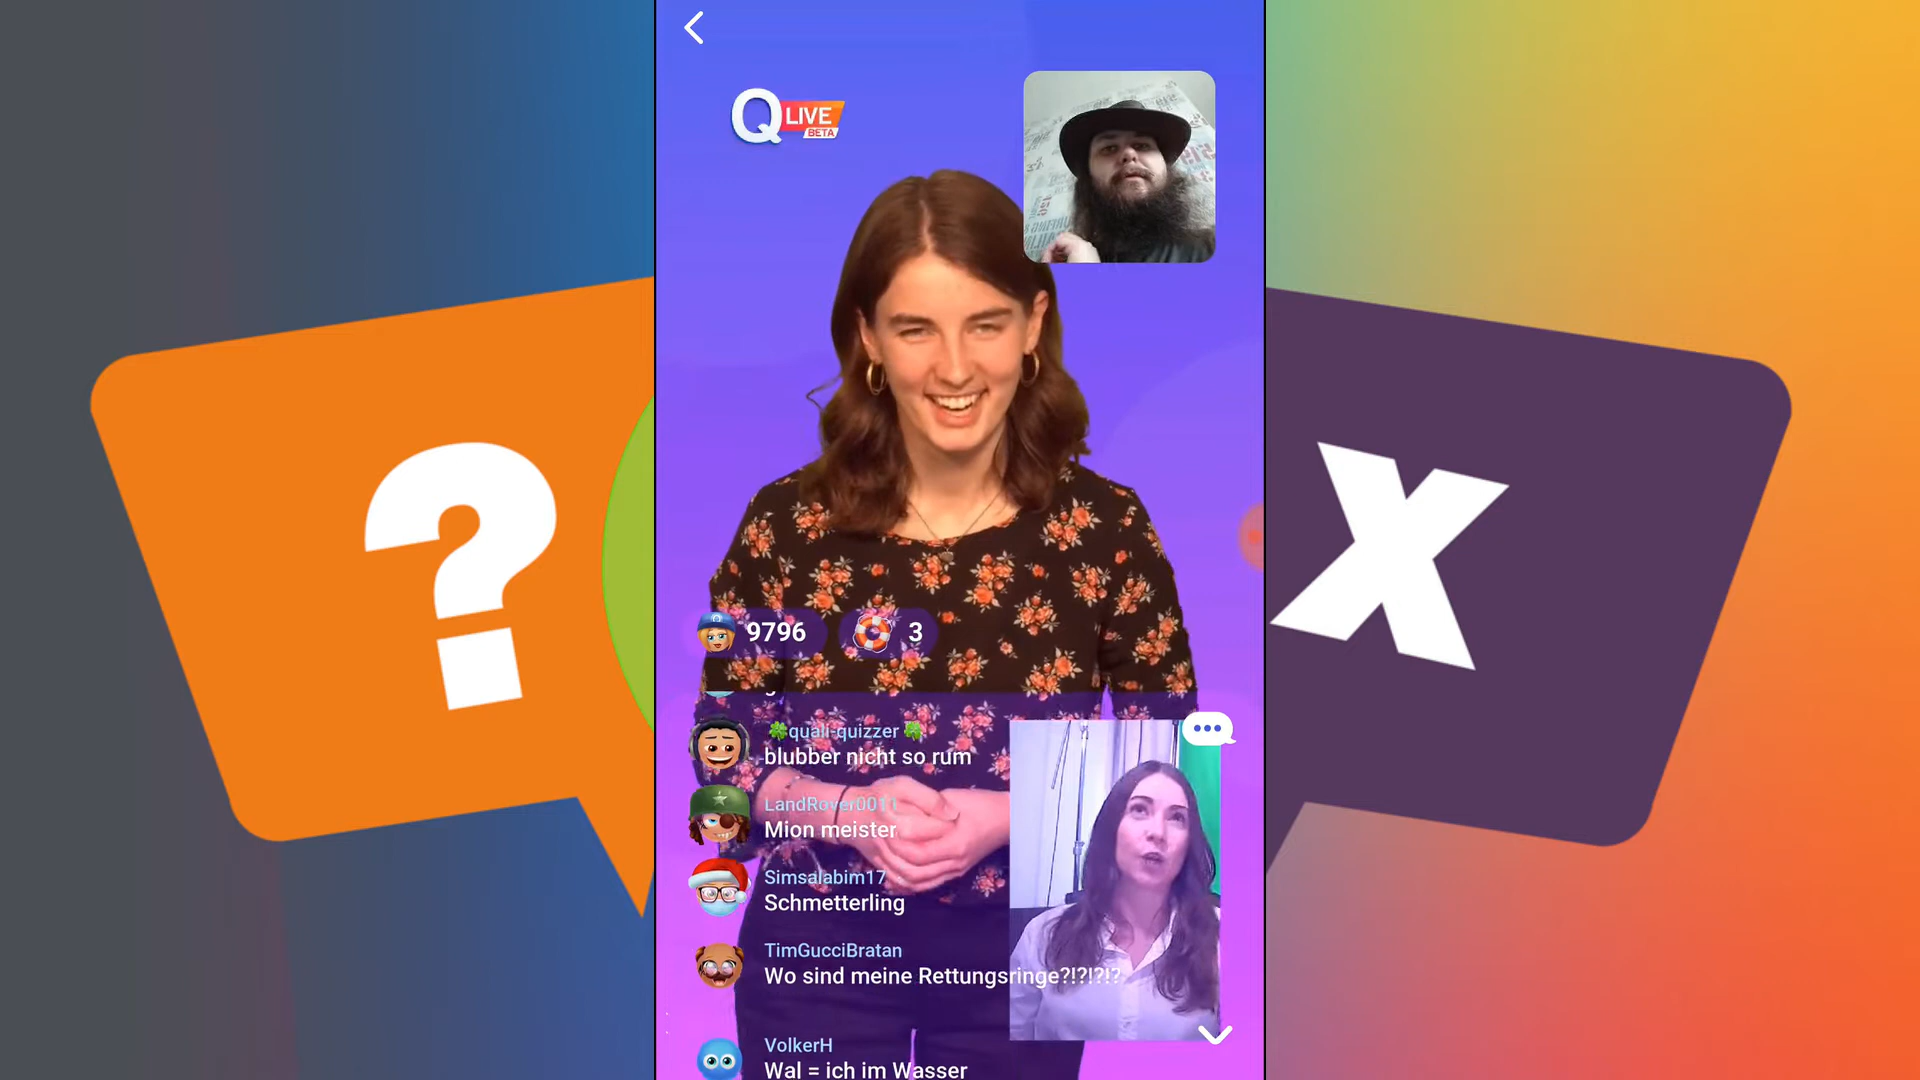 Q LIVE
BETA
?
X
9796
3
🍀quali-quizzer🍀
blubber nicht so rum
LandRover0011
Mion meister
Simsalabim17
Schmetterling
TimGucciBratan
Wo sind meine Rettungsringe?!?!?!?
VolkerH
Wal = ich im Wasser